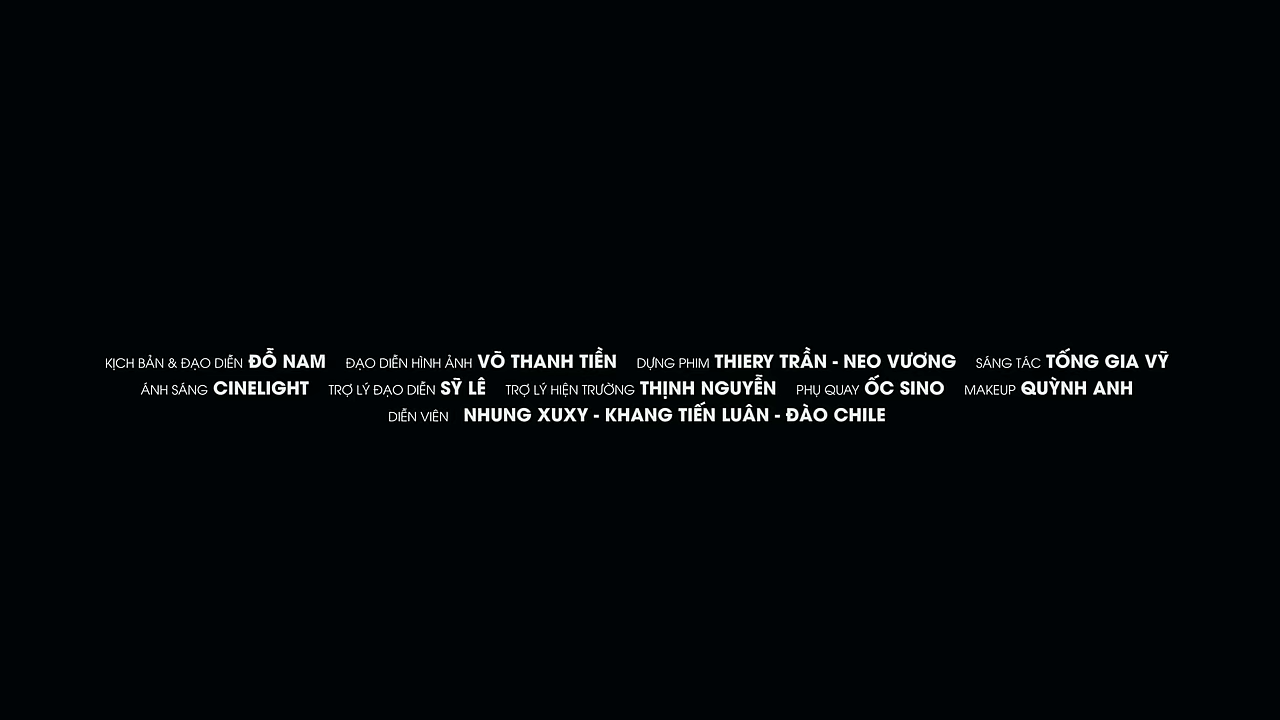 KỊCH BẢN & ĐẠO DIỄN ĐỖ NAM ĐẠO DIỄN HÌNH ẢNH VÕ THANH TIỀN DỰNG PHIM THIERY TRẦN - NEO VƯƠNG SÁNG TÁC TỐNG GIA VỸ
ÁNH SÁNG CINELIGHT TRỢ LÝ ĐẠO DIỄN SỸ LÊ TRỢ LÝ HIỆN TRƯỜNG THỊNH NGUYỄN PHỤ QUAY ỐC SINO MAKEUP QUỲNH ANH
DIỄN VIÊN NHUNG XUXY - KHANG TIẾN LUÂN - ĐÀO CHILE